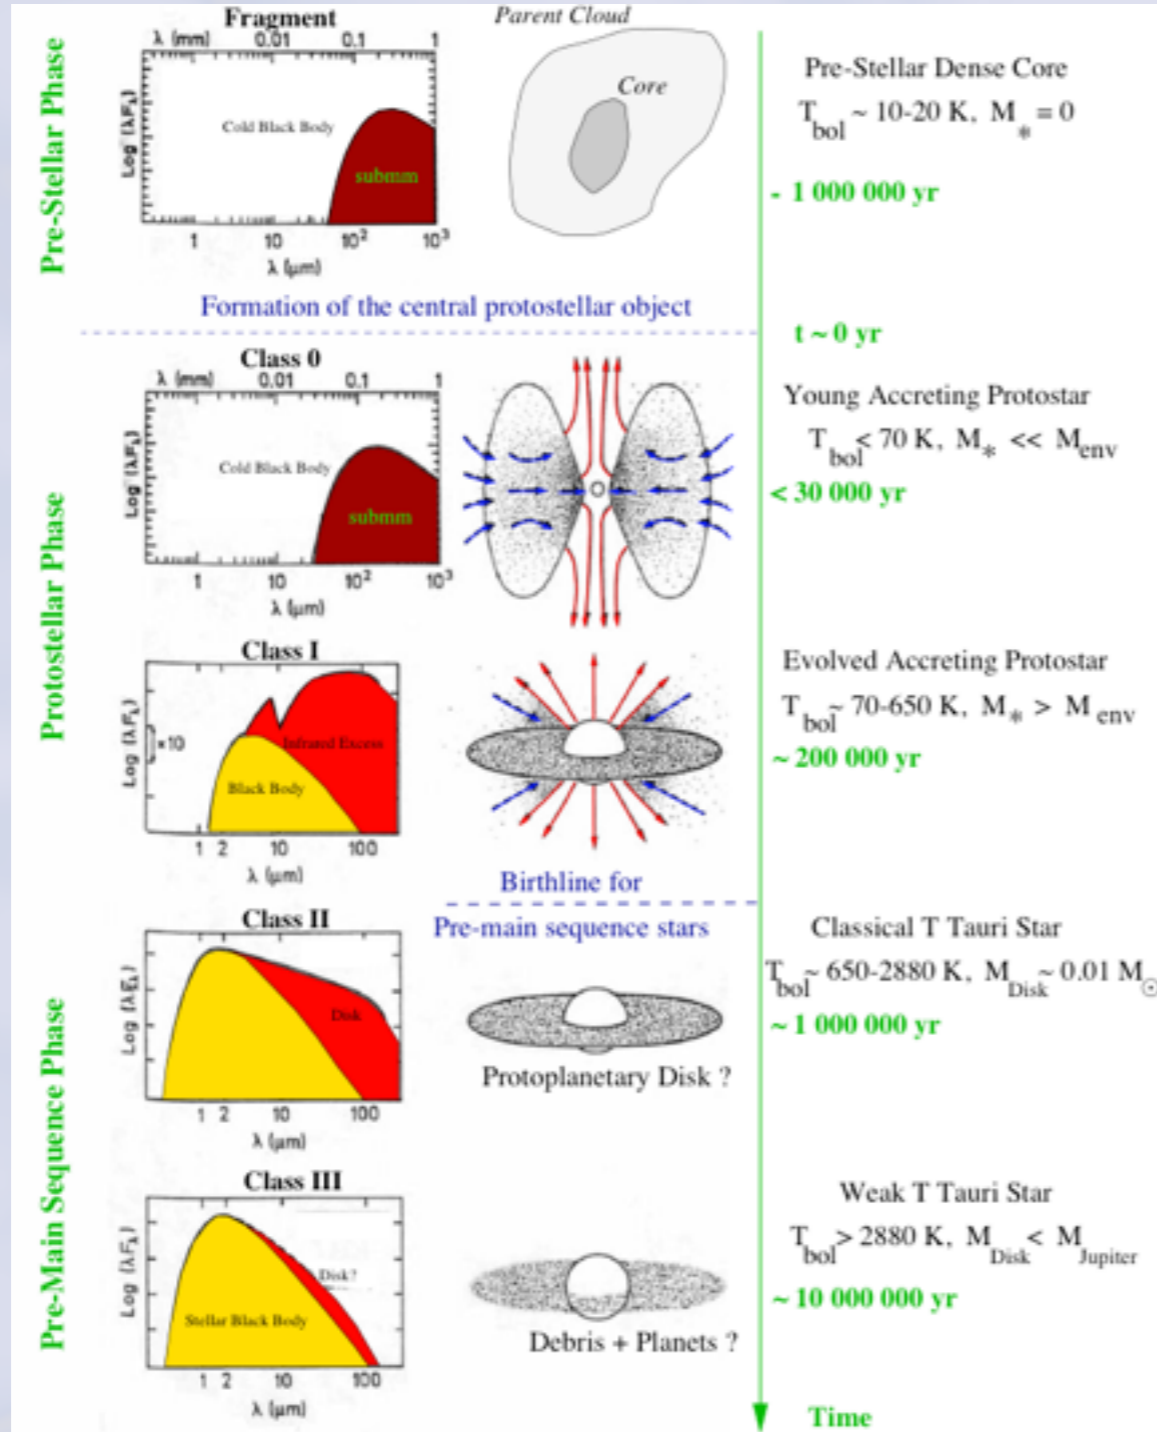 Pre-Stellar Phase
Fragment
λ (mm) 0.01 0.1 1
Log (λFλ)
Cold Black Body
submm
1 10 10² 10³
λ (μm)
Parent Cloud
Core
Pre-Stellar Dense Core
T_bol ~ 10-20 K, M_* = 0
- 1 000 000 yr
Formation of the central protostellar object
t ~ 0 yr
Protostellar Phase
Class 0
λ (mm) 0.01 0.1 1
Log (λFλ)
Cold Black Body
submm
1 10 10² 10³
λ (μm)
Young Accreting Protostar
T_bol < 70 K, M_* << M_env
< 30 000 yr
Class I
Log (λFλ)
×10
Infrared Excess
Black Body
1 2 10 100
λ (μm)
Evolved Accreting Protostar
T_bol ~ 70-650 K, M_* > M_env
~ 200 000 yr
Birthline for
Pre-main sequence stars
Pre-Main Sequence Phase
Class II
Log (λFλ)
Disk
1 2 10 100
λ (μm)
Protoplanetary Disk ?
Classical T Tauri Star
T_bol ~ 650-2880 K, M_Disk ~ 0.01 M_☉
~ 1 000 000 yr
Class III
Log (λFλ)
Disk?
Stellar Black Body
1 2 10 100
λ (μm)
Debris + Planets ?
Weak T Tauri Star
T_bol > 2880 K, M_Disk < M_Jupiter
~ 10 000 000 yr
Time